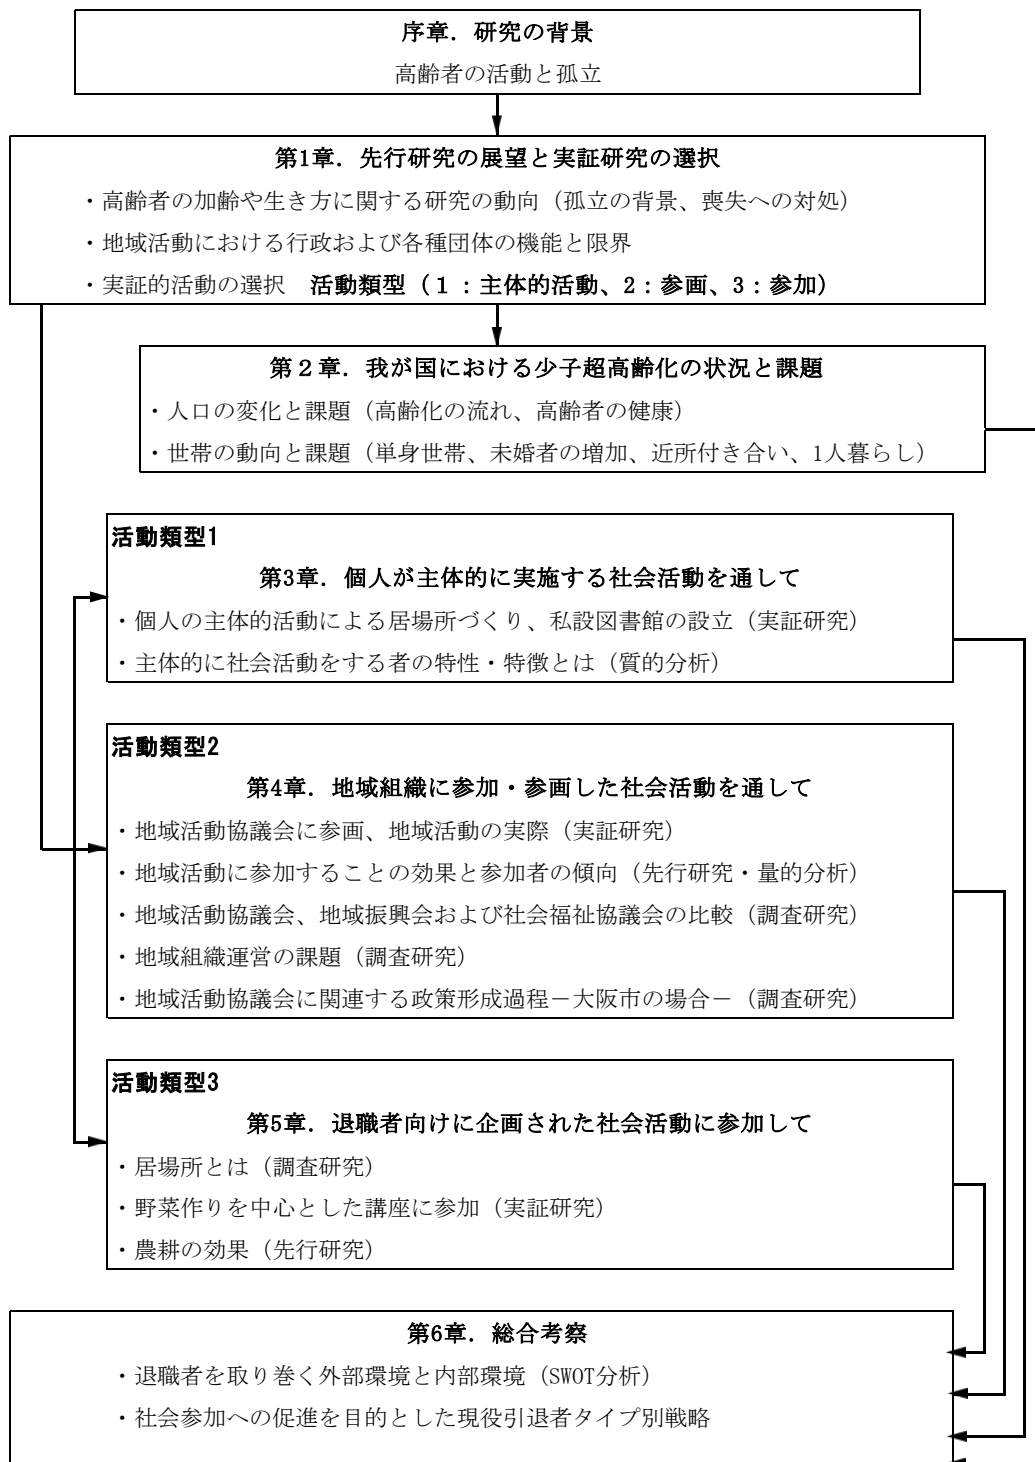 序章．研究の背景
高齢者の活動と孤立
第1章．先行研究の展望と実証研究の選択
・高齢者の加齢や生き方に関する研究の動向（孤立の背景、喪失への対処）
・地域活動における行政および各種団体の機能と限界
・実証的活動の選択　活動類型（１：主体的活動、2：参画、3：参加）
第２章．我が国における少子超高齢化の状況と課題
・人口の変化と課題（高齢化の流れ、高齢者の健康）
・世帯の動向と課題（単身世帯、未婚者の増加、近所付き合い、1人暮らし）
活動類型1
第3章．個人が主体的に実施する社会活動を通して
・個人の主体的活動による居場所づくり、私設図書館の設立（実証研究）
・主体的に社会活動をする者の特性・特徴とは（質的分析）
活動類型2
第4章．地域組織に参加・参画した社会活動を通して
・地域活動協議会に参画、地域活動の実際（実証研究）
・地域活動に参加することの効果と参加者の傾向（先行研究・量的分析）
・地域活動協議会、地域振興会および社会福祉協議会の比較（調査研究）
・地域組織運営の課題（調査研究）
・地域活動協議会に関連する政策形成過程－大阪市の場合－（調査研究）
活動類型3
第5章．退職者向けに企画された社会活動に参加して
・居場所とは（調査研究）
・野菜作りを中心とした講座に参加（実証研究）
・農耕の効果（先行研究）
第6章．総合考察
・退職者を取り巻く外部環境と内部環境（SWOT分析）
・社会参加への促進を目的とした現役引退者タイプ別戦略